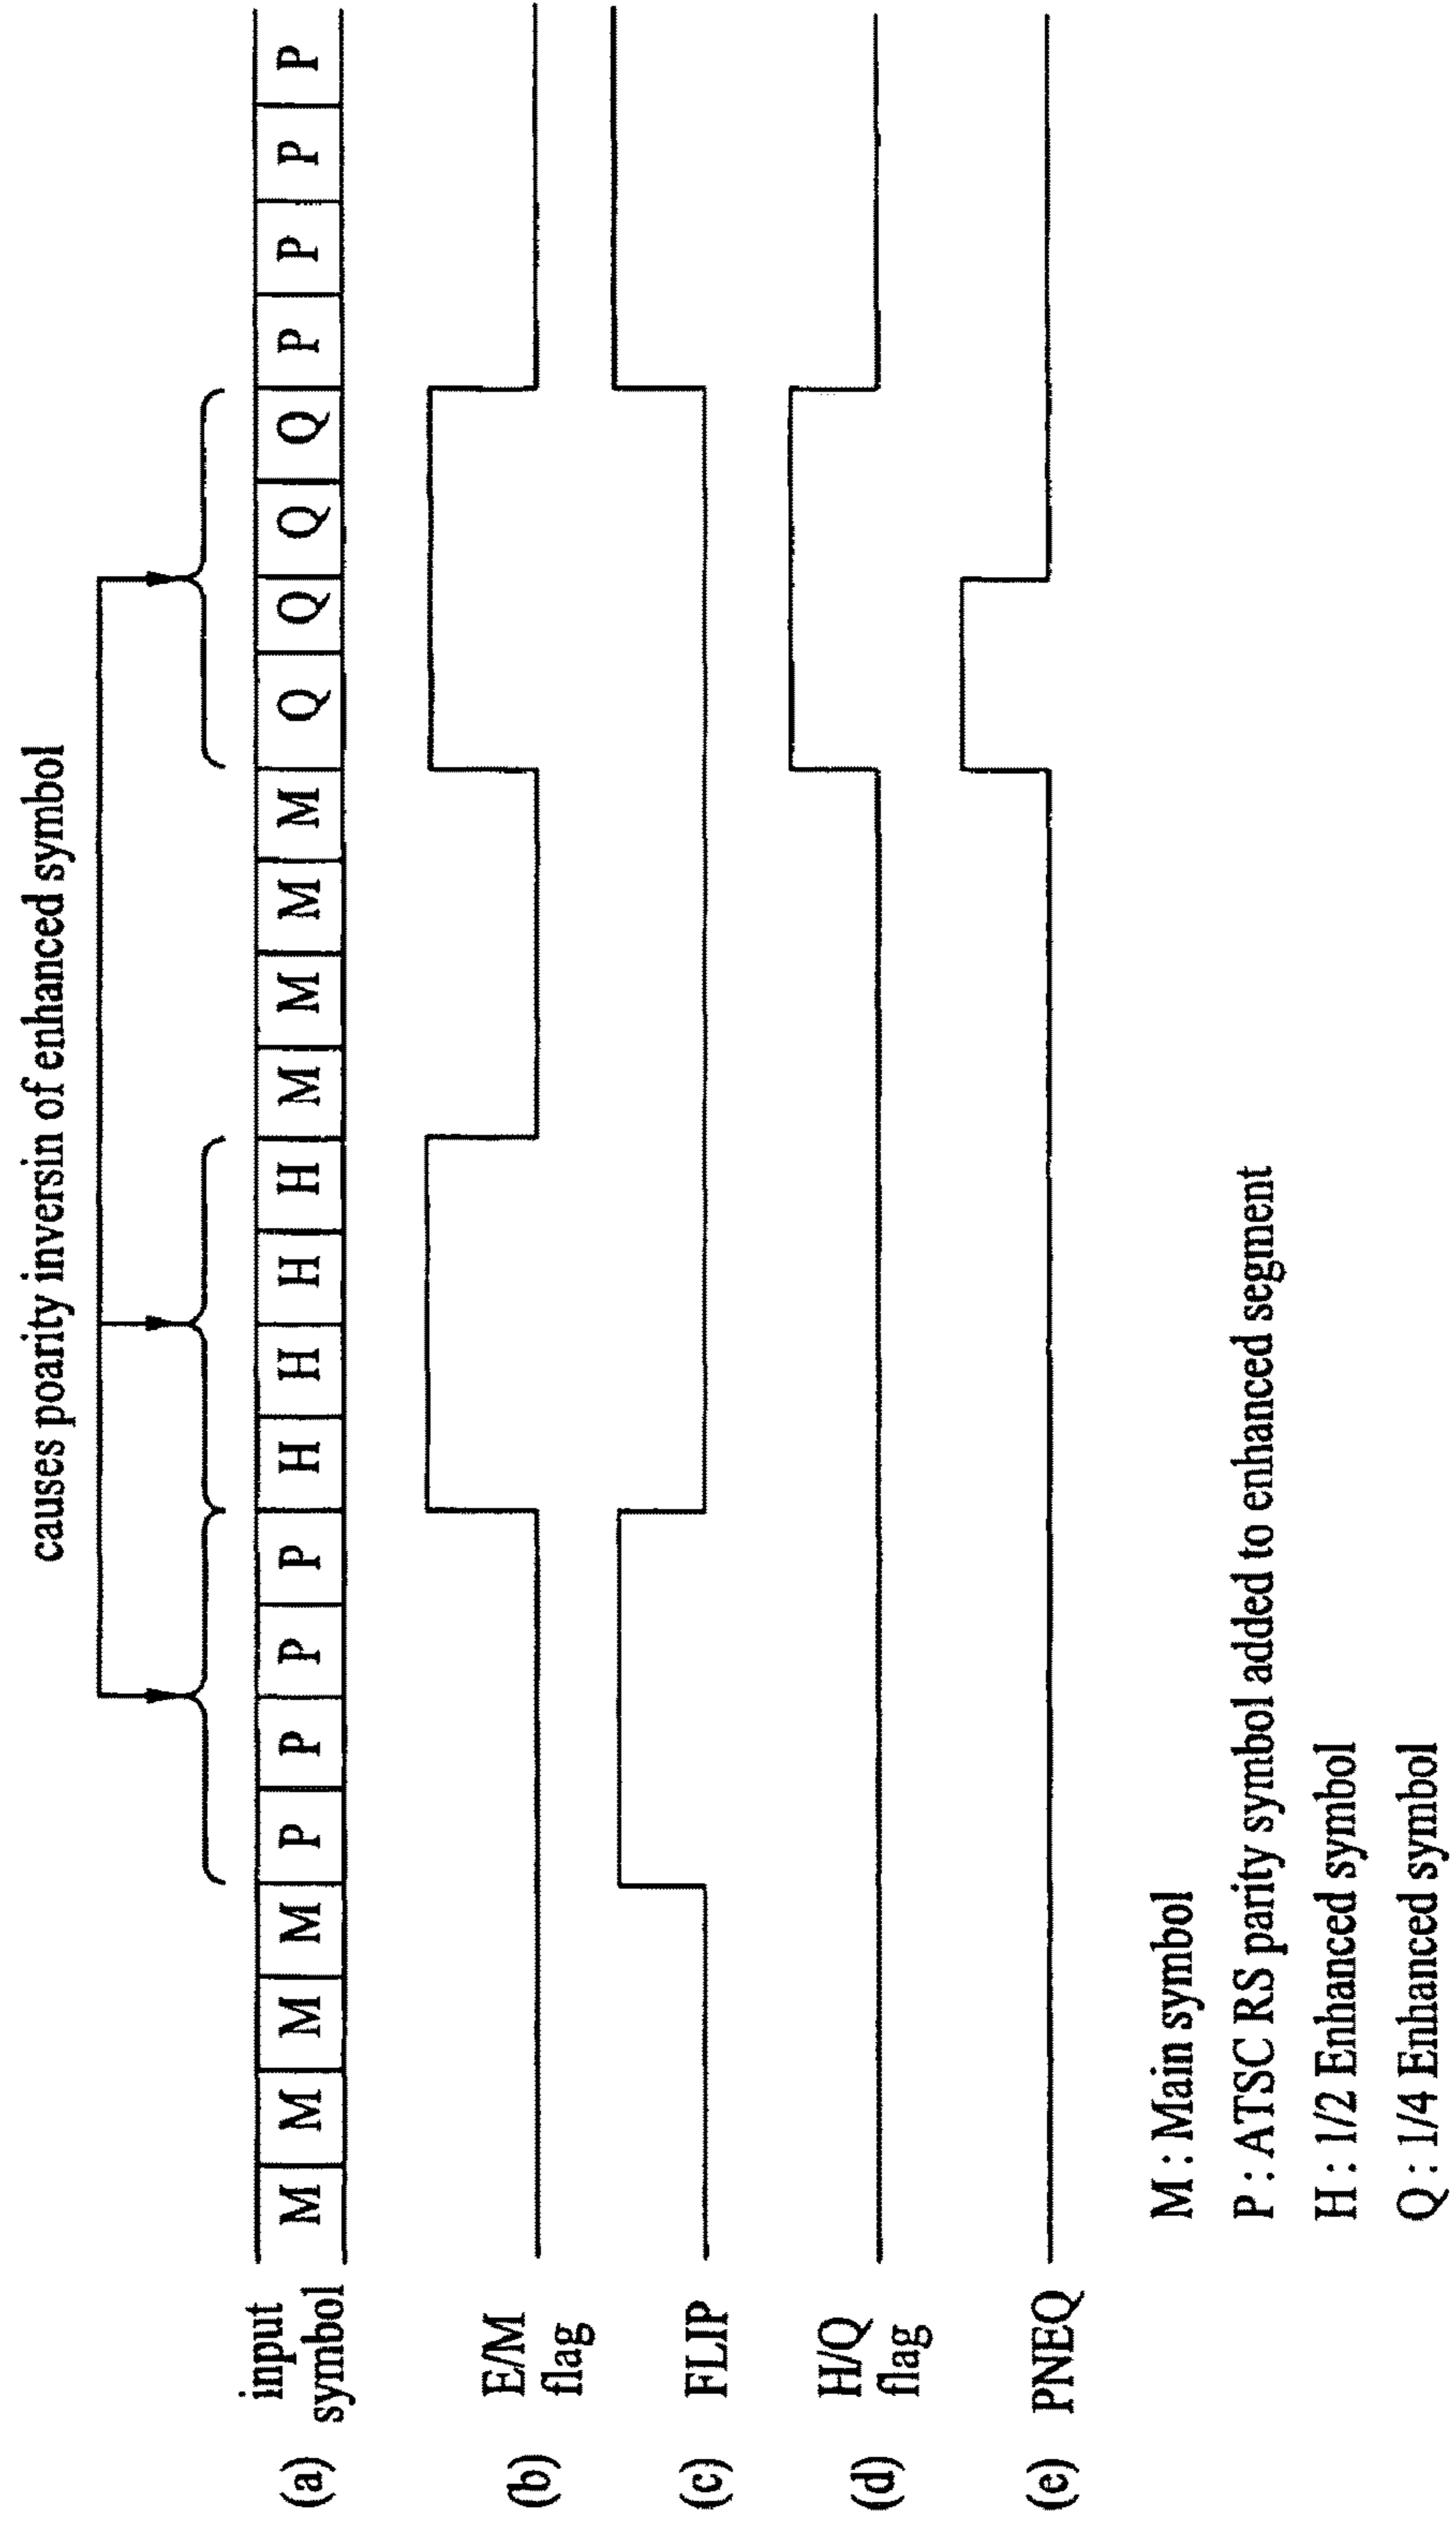 causes poarity inversin of enhanced symbol
(a) input symbol M M M M P P P P H H H H M M M M Q Q Q Q P P P P
(b) E/M flag
(c) FLIP
(d) H/Q flag
(e) PNEQ
M : Main symbol
P : ATSC RS parity symbol added to enhanced segment
H : 1/2 Enhanced symbol
Q : 1/4 Enhanced symbol